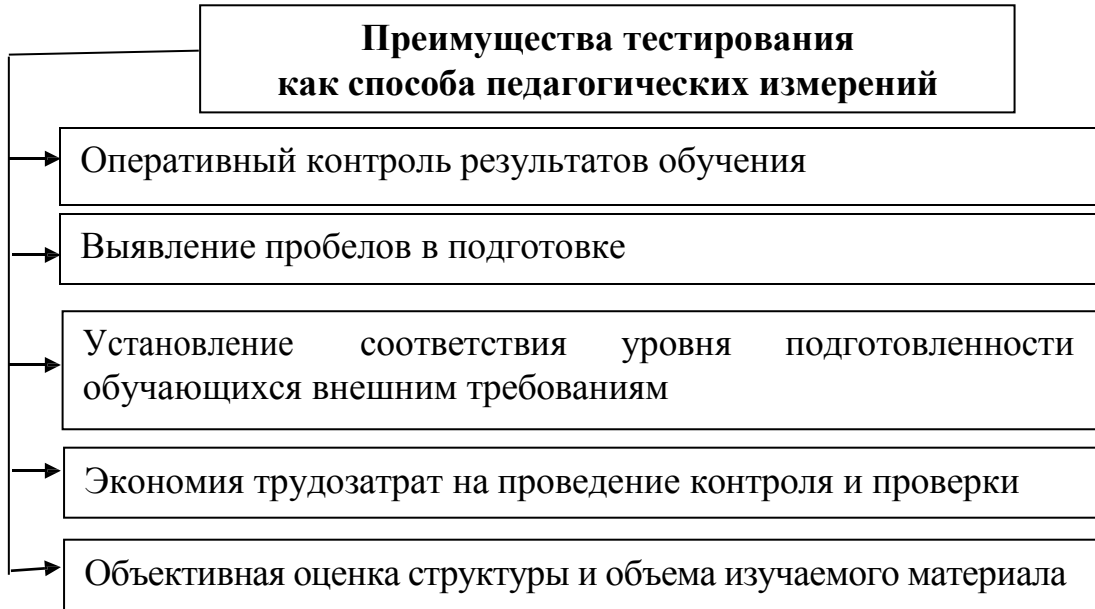 Преимущества тестирования
как способа педагогических измерений
Оперативный контроль результатов обучения
Выявление пробелов в подготовке
Установление соответствия уровня подготовленности
обучающихся внешним требованиям
Экономия трудозатрат на проведение контроля и проверки
Объективная оценка структуры и объема изучаемого материала